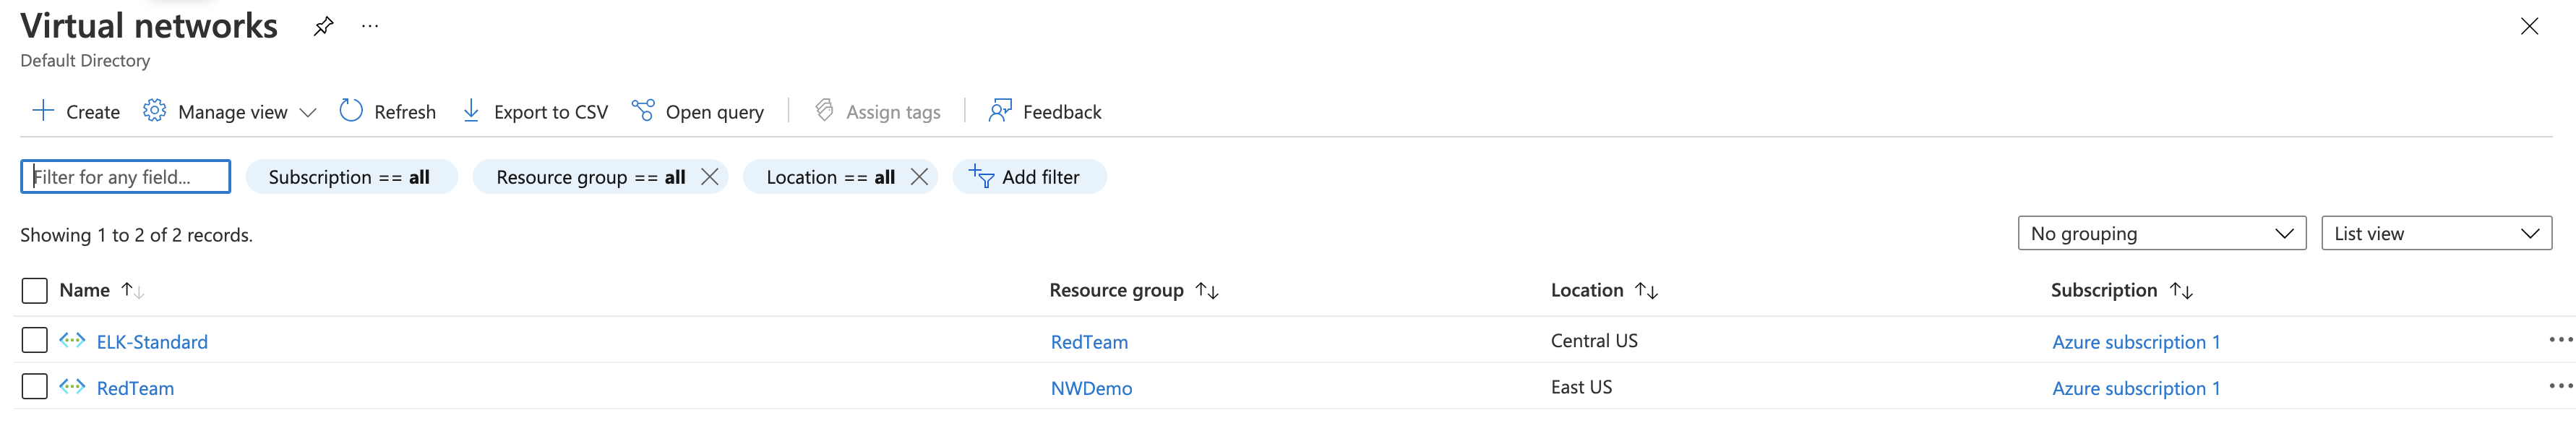 Virtual networks
Default Directory
Create Manage view Refresh Export to CSV Open query Assign tags Feedback
Filter for any field... Subscription == all Resource group == all Location == all Add filter
Showing 1 to 2 of 2 records. No grouping List view
Name Resource group Location Subscription
ELK-Standard RedTeam Central US Azure subscription 1
RedTeam NWDemo East US Azure subscription 1